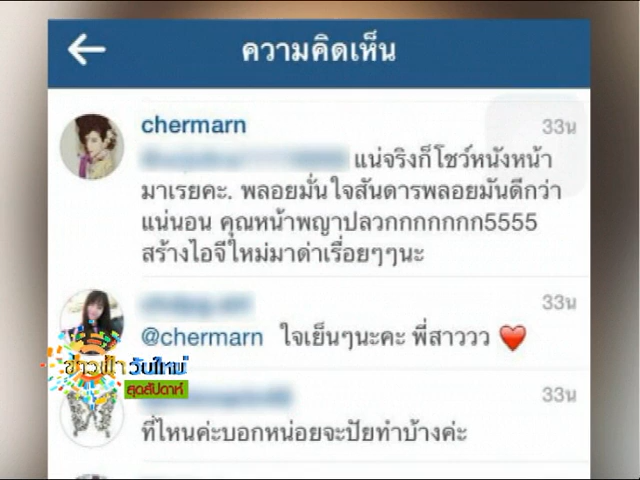 ความคิดเห็น
chermarn 33น
แน่จริงก็โชว์หนังหน้า
มาเรยคะ. พลอยมั่นใจสันดารพลอยมันดีกว่า
แน่นอน คุณหน้าพญาปลวกกกกกกก5555
สร้างไอจีใหม่มาด่าเรื่อยๆๆนะ
33น
@chermarn ใจเย็นๆนะคะ พี่สาววว ❤️
33น
ที่ไหนค่ะบอกหน่อยจะปัยทำบ้างค่ะ
ข่าวเช้า วันใหม่
สุดสัปดาห์